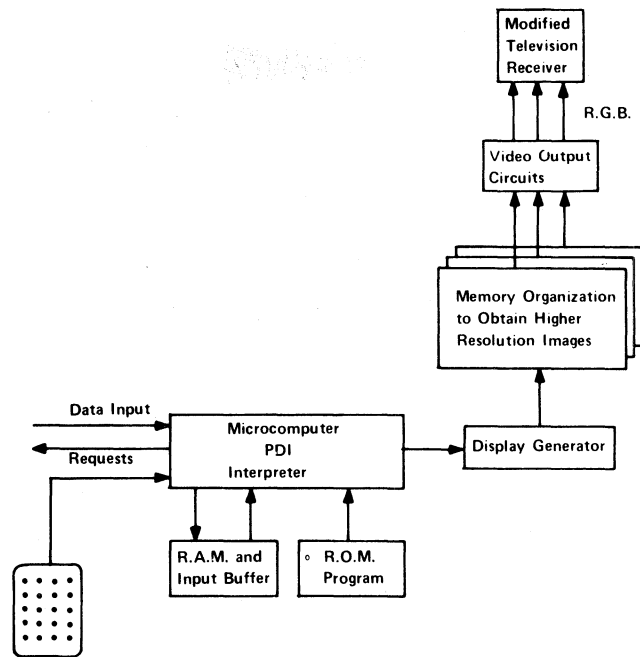 Modified
Television
Receiver
R.G.B.
Video Output
Circuits
Memory Organization
to Obtain Higher
Resolution Images
Data Input
Requests
Microcomputer
PDI
Interpreter
Display Generator
R.A.M. and
Input Buffer
R.O.M.
Program